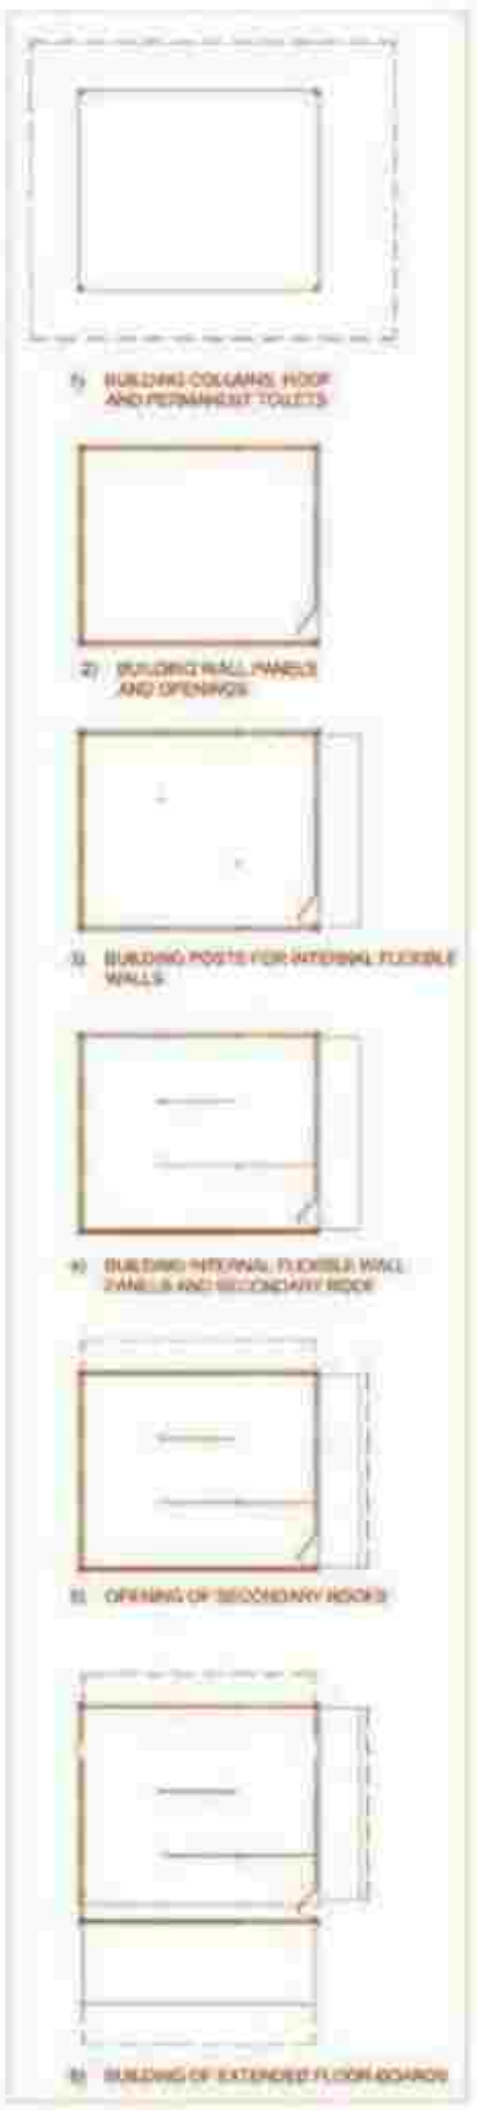 1) BUILDING COLUMNS, ROOF
AND PERMANENT TOILETS
2) BUILDING WALL PANELS
AND OPENINGS
3) BUILDING POSTS FOR INTERNAL FLEXIBLE
WALLS
4) BUILDING INTERNAL FLEXIBLE WALL
PANELS AND SECONDARY ROOF
5) OPENING OF SECONDARY ROOFS
6) BUILDING OF EXTENDED FLOOR-BOARDS